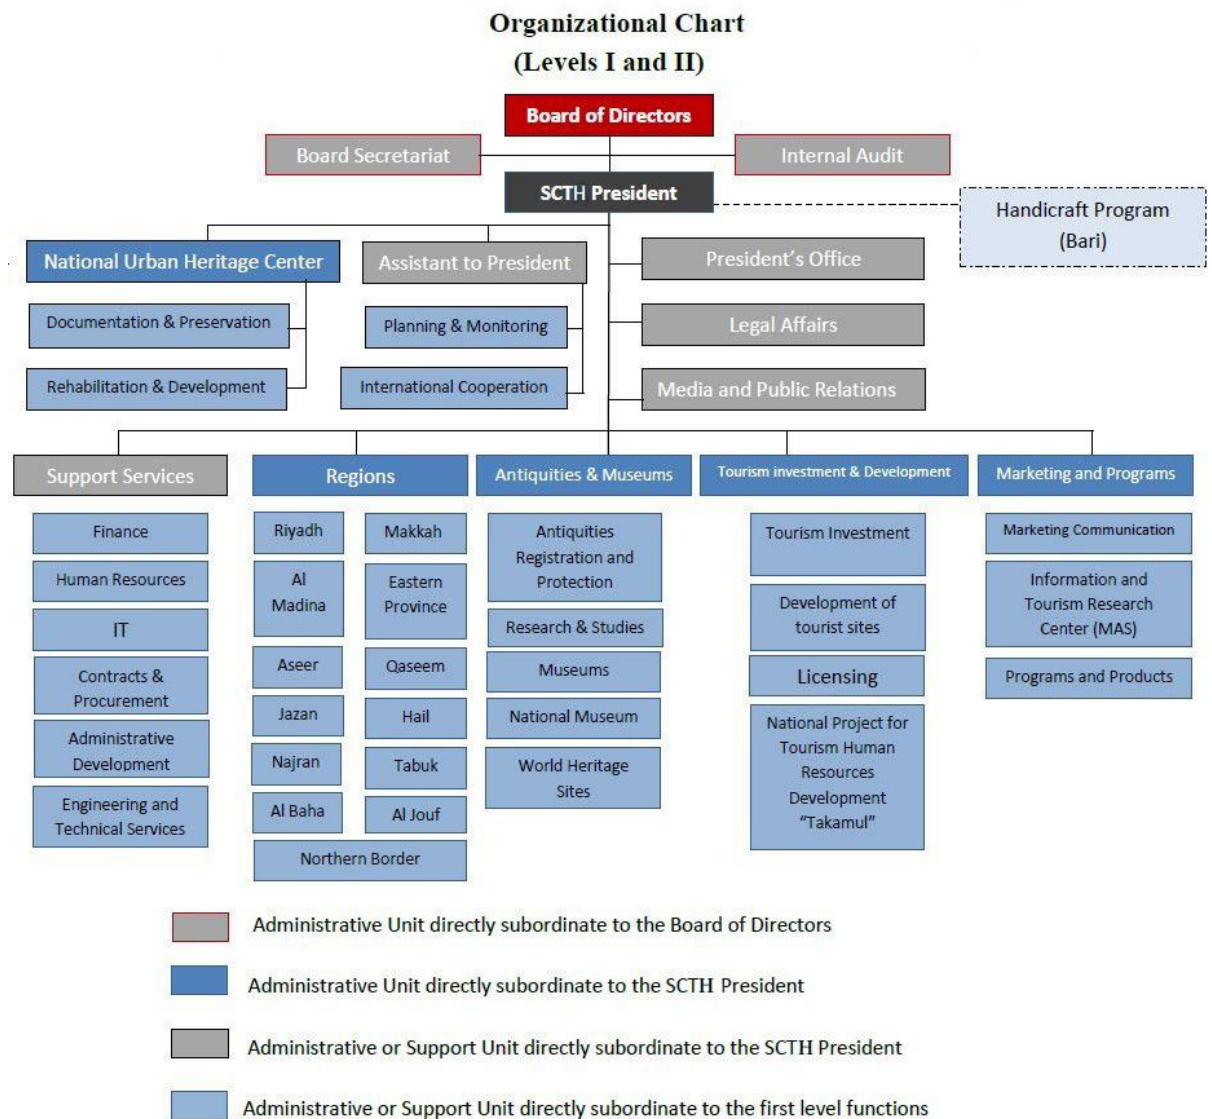 Organizational Chart
(Levels I and II)
Board of Directors
Board Secretariat
Internal Audit
SCTH President
Handicraft Program
(Bari)
National Urban Heritage Center
Assistant to President
President's Office
Documentation & Preservation
Planning & Monitoring
Legal Affairs
Rehabilitation & Development
International Cooperation
Media and Public Relations
Support Services
Regions
Antiquities & Museums
Tourism investment & Development
Marketing and Programs
Finance
Human Resources
IT
Contracts &
Procurement
Administrative
Development
Engineering and
Technical Services
Riyadh
Makkah
Al
Madina
Eastern
Province
Aseer
Qaseem
Jazan
Hail
Najran
Tabuk
Al Baha
Al Jouf
Northern Border
Antiquities
Registration and
Protection
Research & Studies
Museums
National Museum
World Heritage
Sites
Tourism Investment
Development of
tourist sites
Licensing
National Project for
Tourism Human
Resources
Development
"Takamul"
Marketing Communication
Information and
Tourism Research
Center (MAS)
Programs and Products
Administrative Unit directly subordinate to the Board of Directors
Administrative Unit directly subordinate to the SCTH President
Administrative or Support Unit directly subordinate to the SCTH President
Administrative or Support Unit directly subordinate to the first level functions